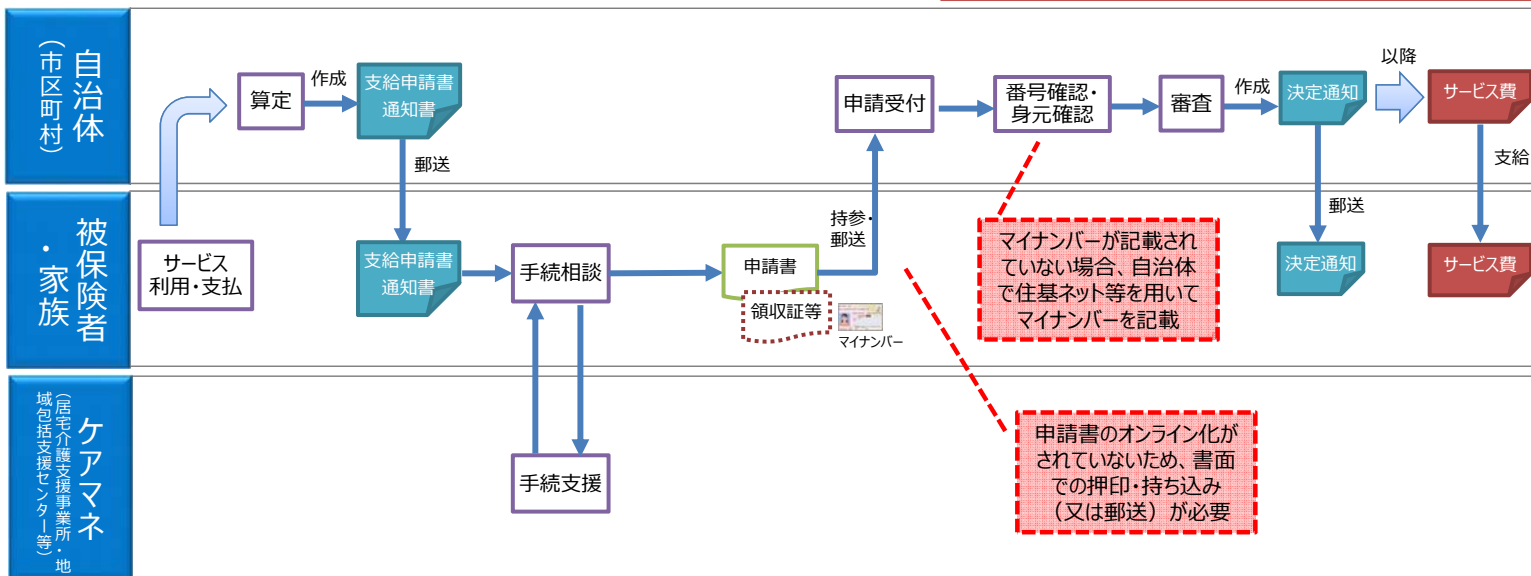 自治体
(市区町村)
算定
作成
支給申請書
通知書
郵送
申請受付
番号確認・
身元確認
審査
作成
決定通知
以降
サービス費
郵送
支給
被保険者
・家族
サービス
利用・支払
支給申請書
通知書
手続相談
申請書
領収証等
マイナンバー
持参・
郵送
マイナンバーが記載され
ていない場合、自治体
で住基ネット等を用いて
マイナンバーを記載
決定通知
サービス費
ケアマネ
(居宅介護支援事業所・地
域包括支援センター等)
手続支援
申請書のオンライン化が
されていないため、書面
での押印・持ち込み
（又は郵送）が必要